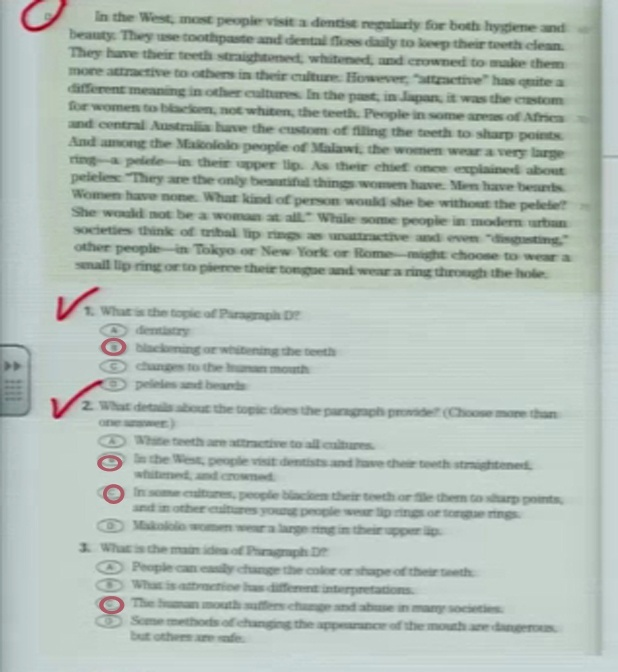 D
In the West, most people visit a dentist regularly for both hygiene and
beauty. They use toothpaste and dental floss daily to keep their teeth clean.
They have their teeth straightened, whitened, and crowned to make them
more attractive to others in their culture. However, "attractive" has quite a
different meaning in other cultures. In the past, in Japan, it was the custom
for women to blacken, not whiten, the teeth. People in some areas of Africa
and central Australia have the custom of filing the teeth to sharp points.
And among the Makololo people of Malawi, the women wear a very large
ring—a pelele—in their upper lip. As their chief once explained about
peleles: "They are the only beautiful things women have. Men have beards.
Women have none. What kind of person would she be without the pelele?
She would not be a woman at all." While some people in modern urban
societies think of tribal lip rings as unattractive and even "disgusting,"
other people—in Tokyo or New York or Rome—might choose to wear a
small lip ring or to pierce their tongue and wear a ring through the hole.
1. What is the topic of Paragraph D?
A dentistry
B blackening or whitening the teeth
C changes to the human mouth
D peleles and beards
2. What details about the topic does the paragraph provide? (Choose more than
one answer.)
A White teeth are attractive to all cultures.
B In the West, people visit dentists and have their teeth straightened,
whitened, and crowned.
C In some cultures, people blacken their teeth or file them to sharp points,
and in other cultures young people wear lip rings or tongue rings.
D Makololo women wear a large ring in their upper lip.
3. What is the main idea of Paragraph D?
A People can easily change the color or shape of their teeth.
B What is attractive has different interpretations.
C The human mouth suffers change and abuse in many societies.
D Some methods of changing the appearance of the mouth are dangerous,
but others are safe.